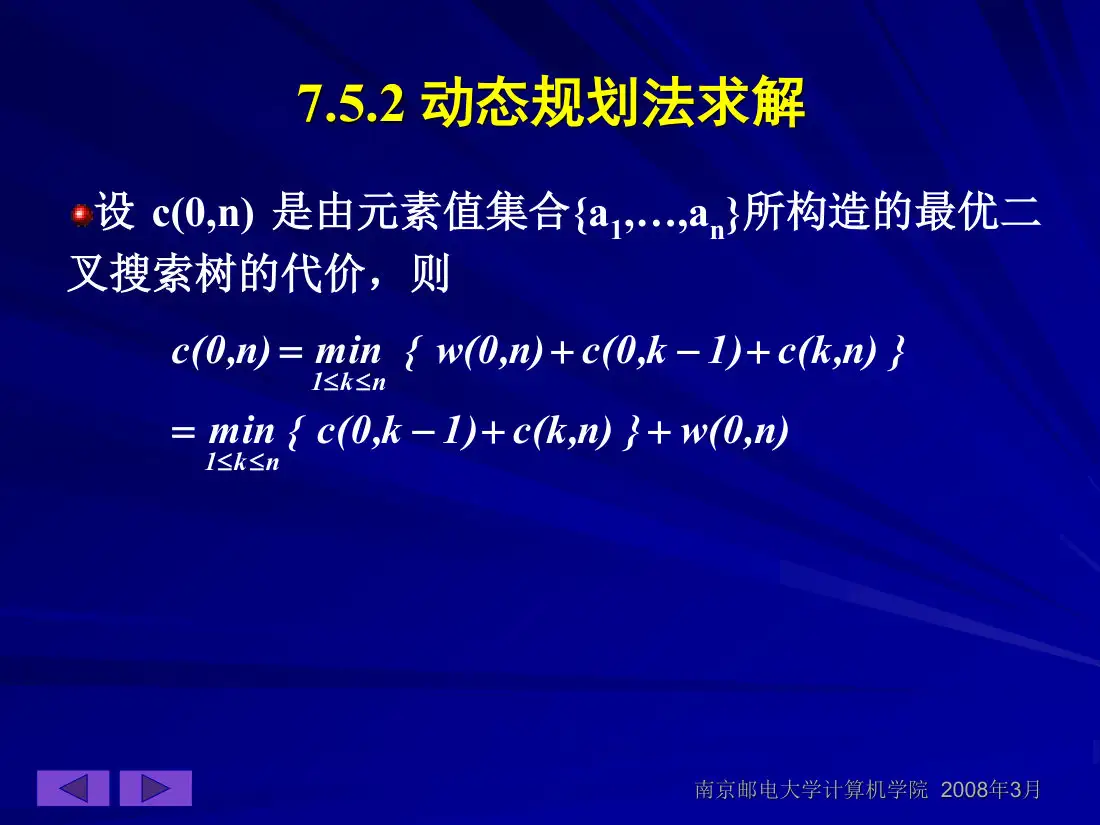 7.5.2 动态规划法求解
设 c(0,n) 是由元素值集合{a1,…,an}所构造的最优二
叉搜索树的代价，则
c(0,n) = min { w(0,n) + c(0,k − 1) + c(k,n) }
1≤k≤n
= min { c(0,k − 1) + c(k,n) } + w(0,n)
1≤k≤n
南京邮电大学计算机学院 2008年3月